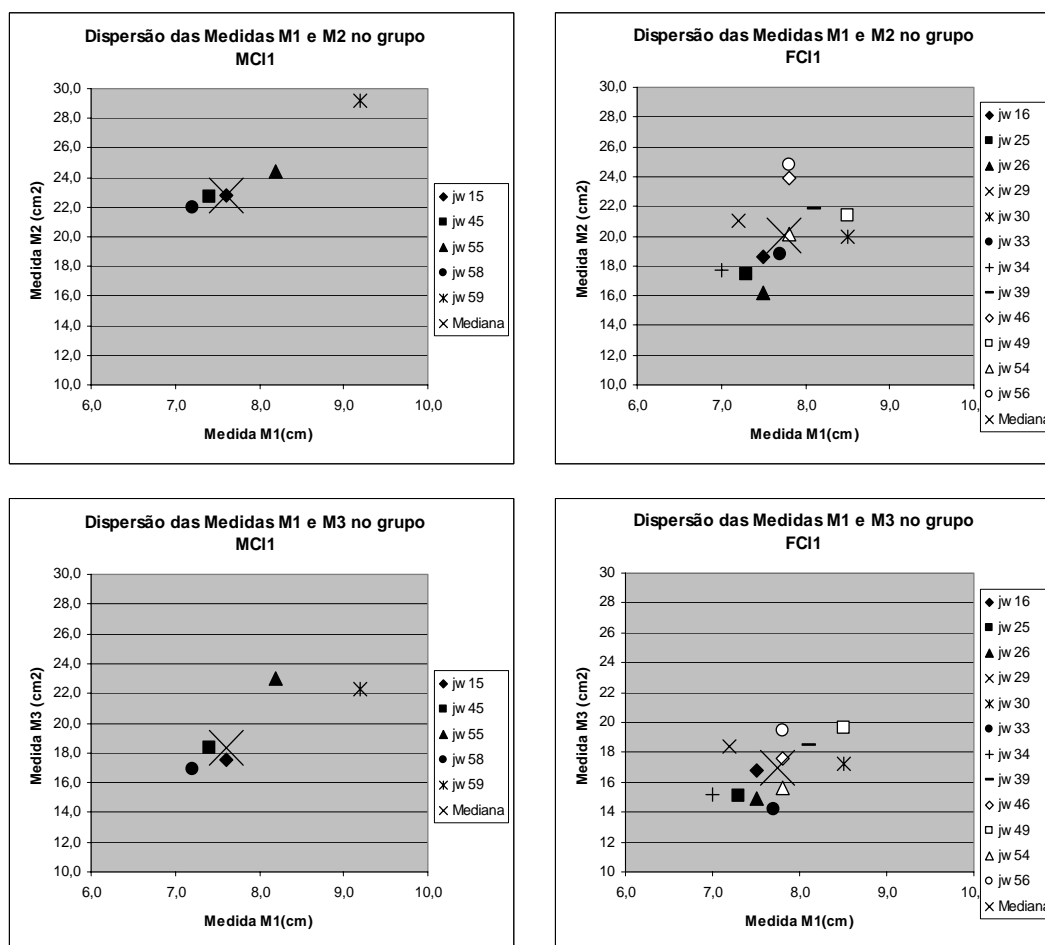 Dispersão das Medidas M1 e M2 no grupo
MCI1
30,0
28,0
26,0
24,0
22,0
20,0
18,0
16,0
14,0
12,0
10,0
6,0 7,0 8,0 9,0 10,0
Medida M2 (cm2)
Medida M1(cm)
jw 15
jw 45
jw 55
jw 58
jw 59
Mediana
Dispersão das Medidas M1 e M2 no grupo
FCI1
30,0
28,0
26,0
24,0
22,0
20,0
18,0
16,0
14,0
12,0
10,0
6,0 7,0 8,0 9,0 10,
Medida M2 (cm2)
Medida M1(cm)
jw 16
jw 25
jw 26
jw 29
jw 30
jw 33
jw 34
jw 39
jw 46
jw 49
jw 54
jw 56
Mediana
Dispersão das Medidas M1 e M3 no grupo
MCI1
30,0
28,0
26,0
24,0
22,0
20,0
18,0
16,0
14,0
12,0
10,0
6,0 7,0 8,0 9,0 10,0
Medida M3 (cm2)
Medida M1(cm)
jw 15
jw 45
jw 55
jw 58
jw 59
Mediana
Dispersão das Medidas M1 e M3 no grupo
FCI1
30
28
26
24
22
20
18
16
14
12
10
6,0 7,0 8,0 9,0 10,0
Medida M3 (cm2)
Medida M1(cm)
jw 16
jw 25
jw 26
jw 29
jw 30
jw 33
jw 34
jw 39
jw 46
jw 49
jw 54
jw 56
Mediana